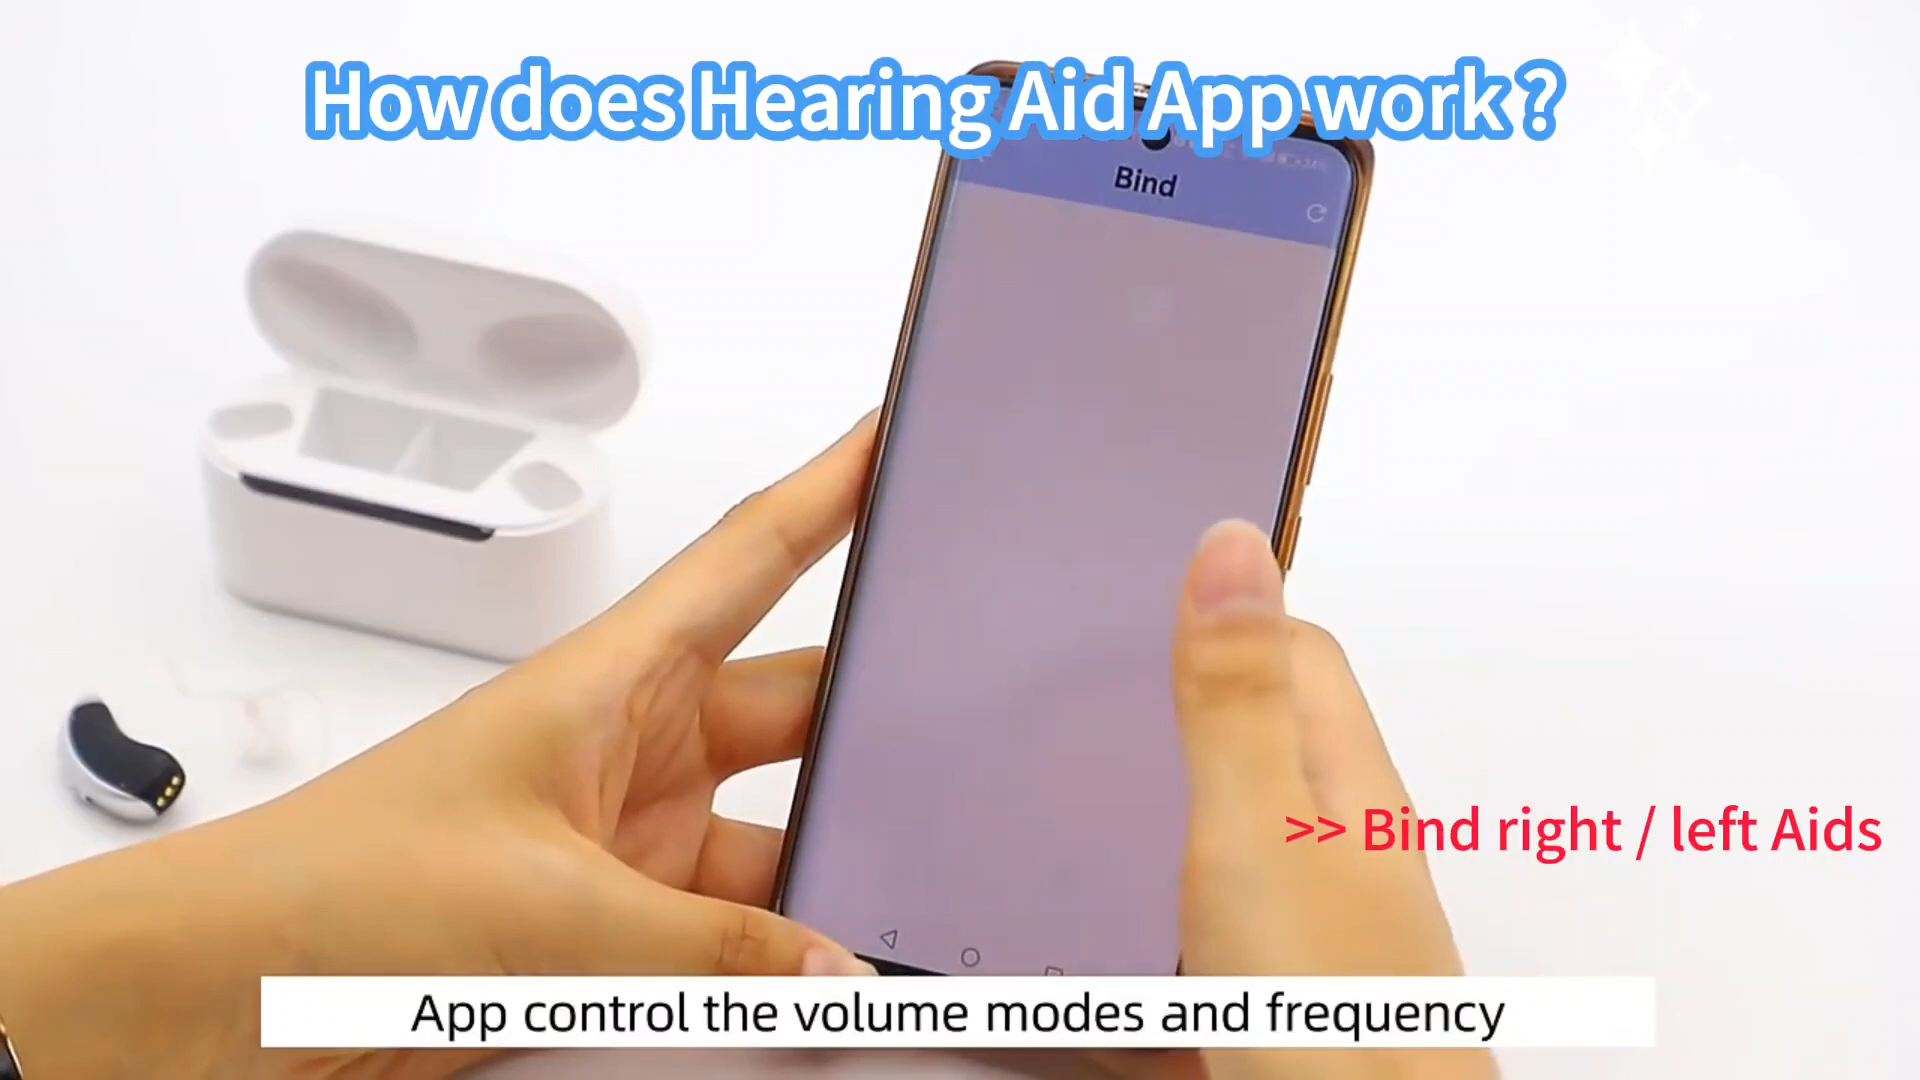 How does Hearing Aid App work ?
Bind
>> Bind right / left Aids
App control the volume modes and frequency